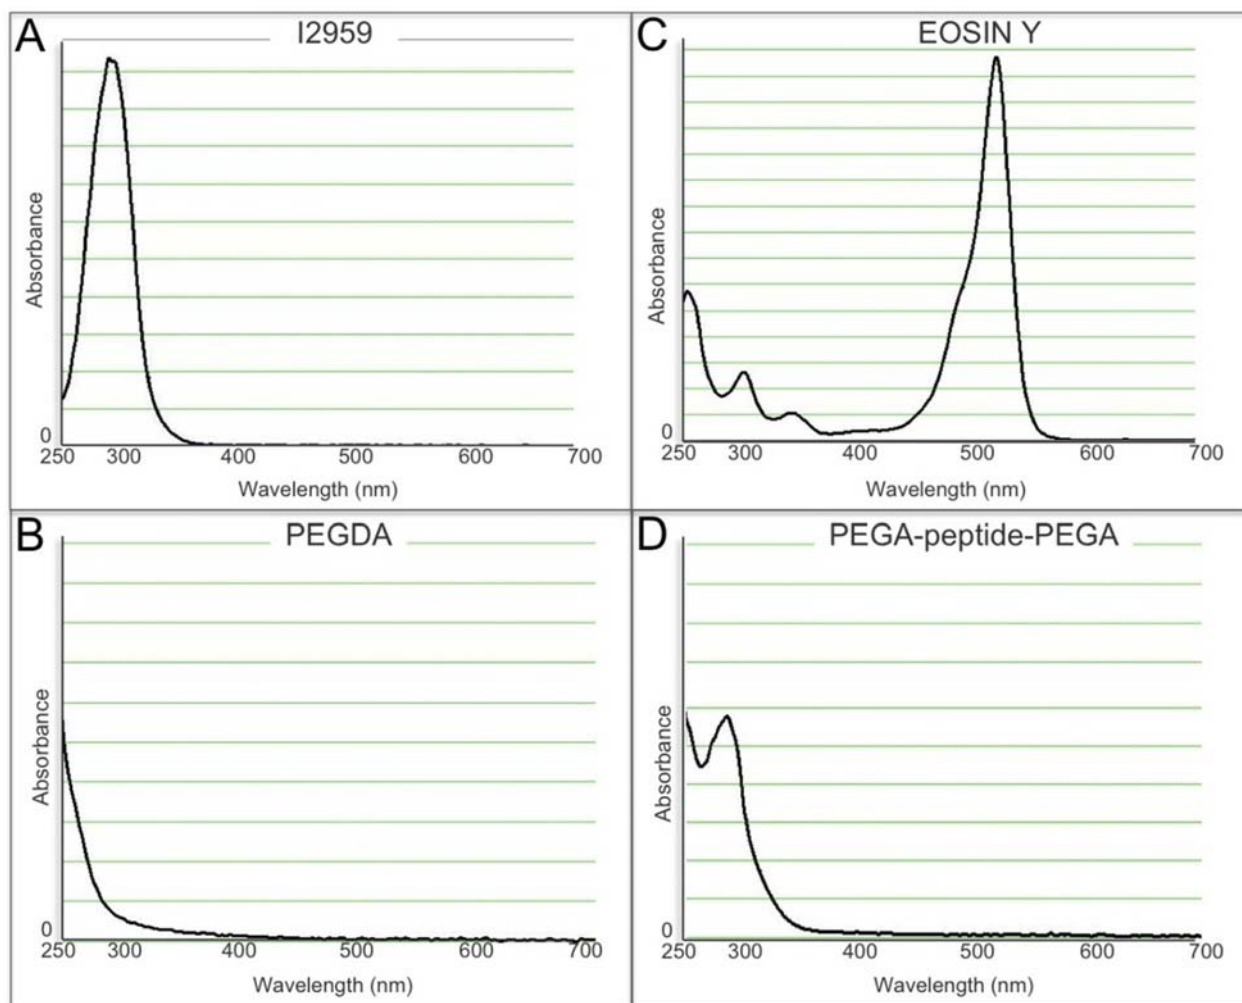 A
I2959
Absorbance
0
250 300 400 500 600 700
Wavelength (nm)
C
EOSIN Y
Absorbance
0
250 300 400 500 600 700
Wavelength (nm)
B
PEGDA
Absorbance
0
250 300 400 500 600 700
Wavelength (nm)
D
PEGA-peptide-PEGA
Absorbance
0
250 300 400 500 600 700
Wavelength (nm)